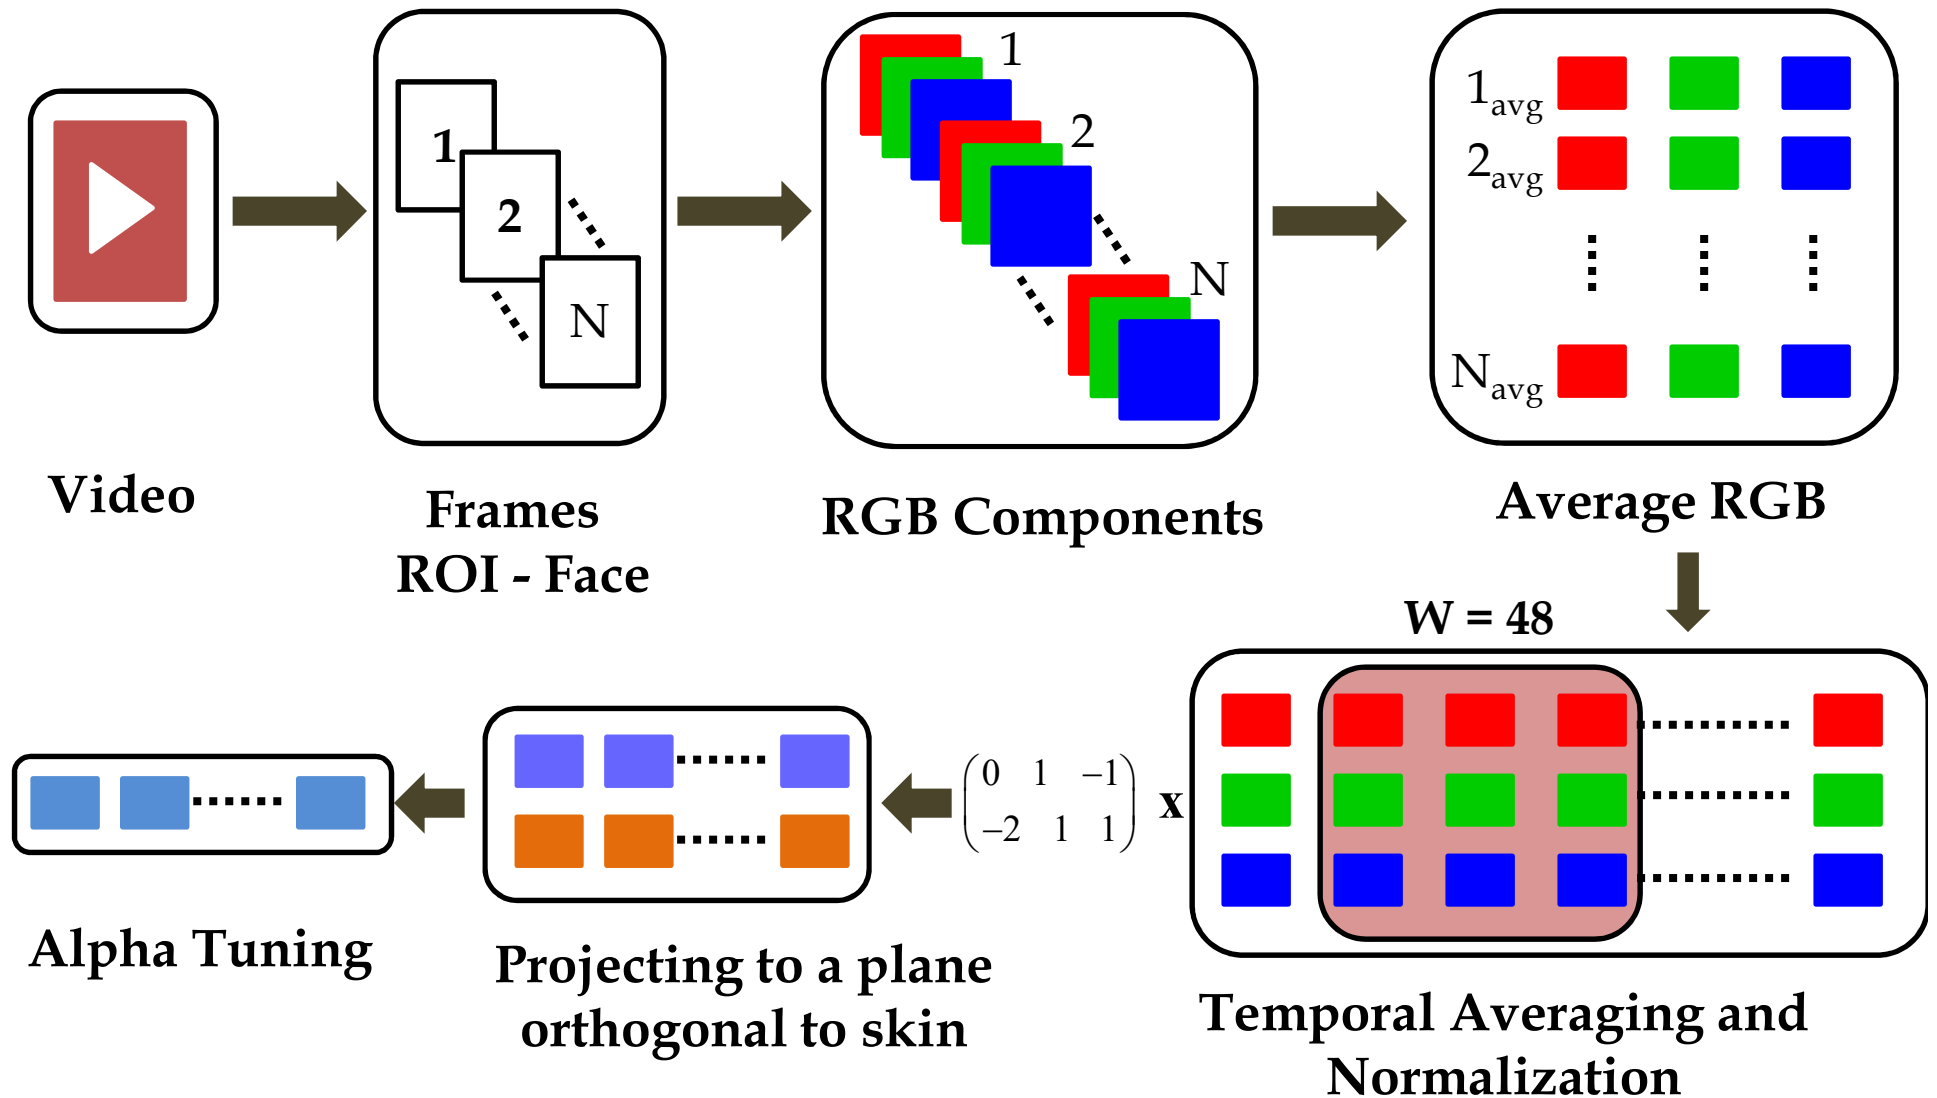 1
2
N
1
2
N
1avg
2avg
Navg
Video
Frames
ROI - Face
RGB Components
Average RGB
W = 48
0 1 −1
−2 1 1
x
Alpha Tuning
Projecting to a plane
orthogonal to skin
Temporal Averaging and
Normalization